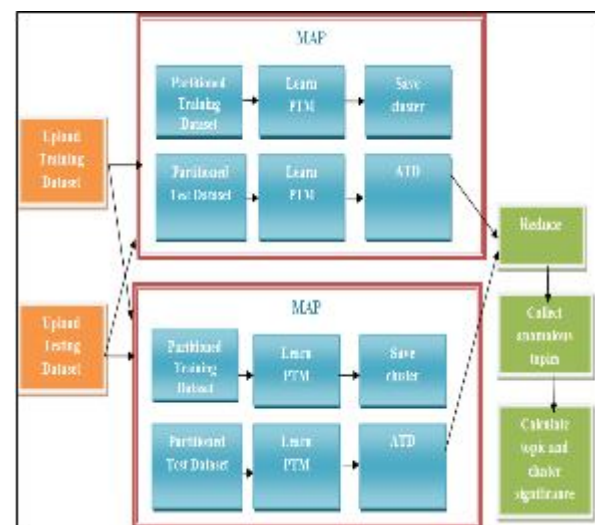 MAP
Partitioned
Training
Dataset
Learn
PTM
Save
cluster
Upload
Training
Dataset
Partitioned
Test Dataset
Learn
PTM
ATD
Reduce
MAP
Upload
Testing
Dataset
Partitioned
Training
Dataset
Learn
PTM
Save
cluster
Collect
anomalous
topics
Partitioned
Test Dataset
Learn
PTM
ATD
Calculate
topic and
cluster
significance